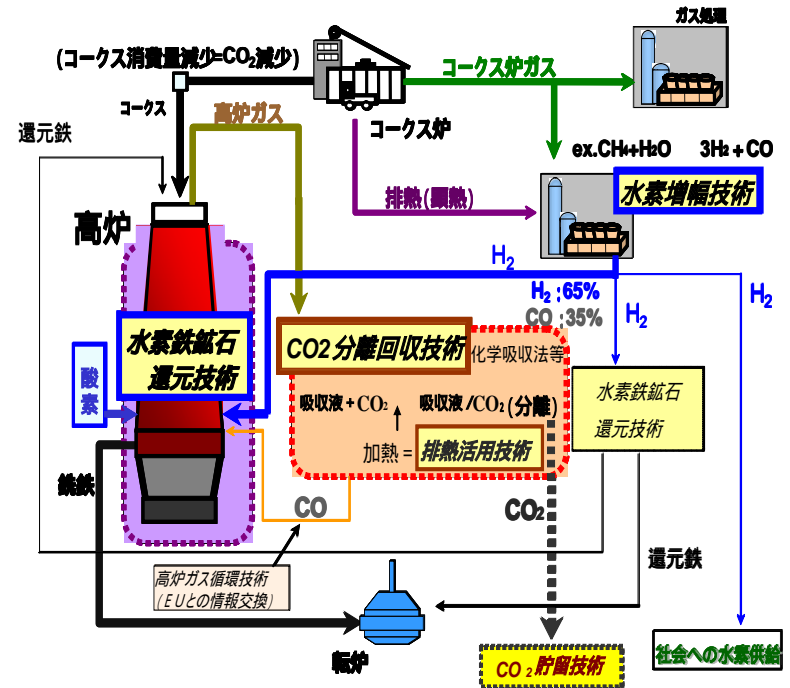 ガス処理
(コークス消費量減少=CO2減少)
コークス炉ガス
コークス
高炉ガス
コークス炉
還元鉄
ex.CH4+H2O 3H2 + CO
排熱(顕熱)
水素増幅技術
高炉
H2
H2 : 65%
CO : 35%
H2
H2
水素鉄鉱石
還元技術
CO2分離回収技術
化学吸収法等
酸素
吸収液 + CO2
吸収液 /CO2 (分離)
水素鉄鉱石
還元技術
加熱 =
排熱活用技術
銑鉄
CO
CO2
高炉ガス循環技術
(EUとの情報交換)
還元鉄
転炉
CO2 貯留技術
社会への水素供給